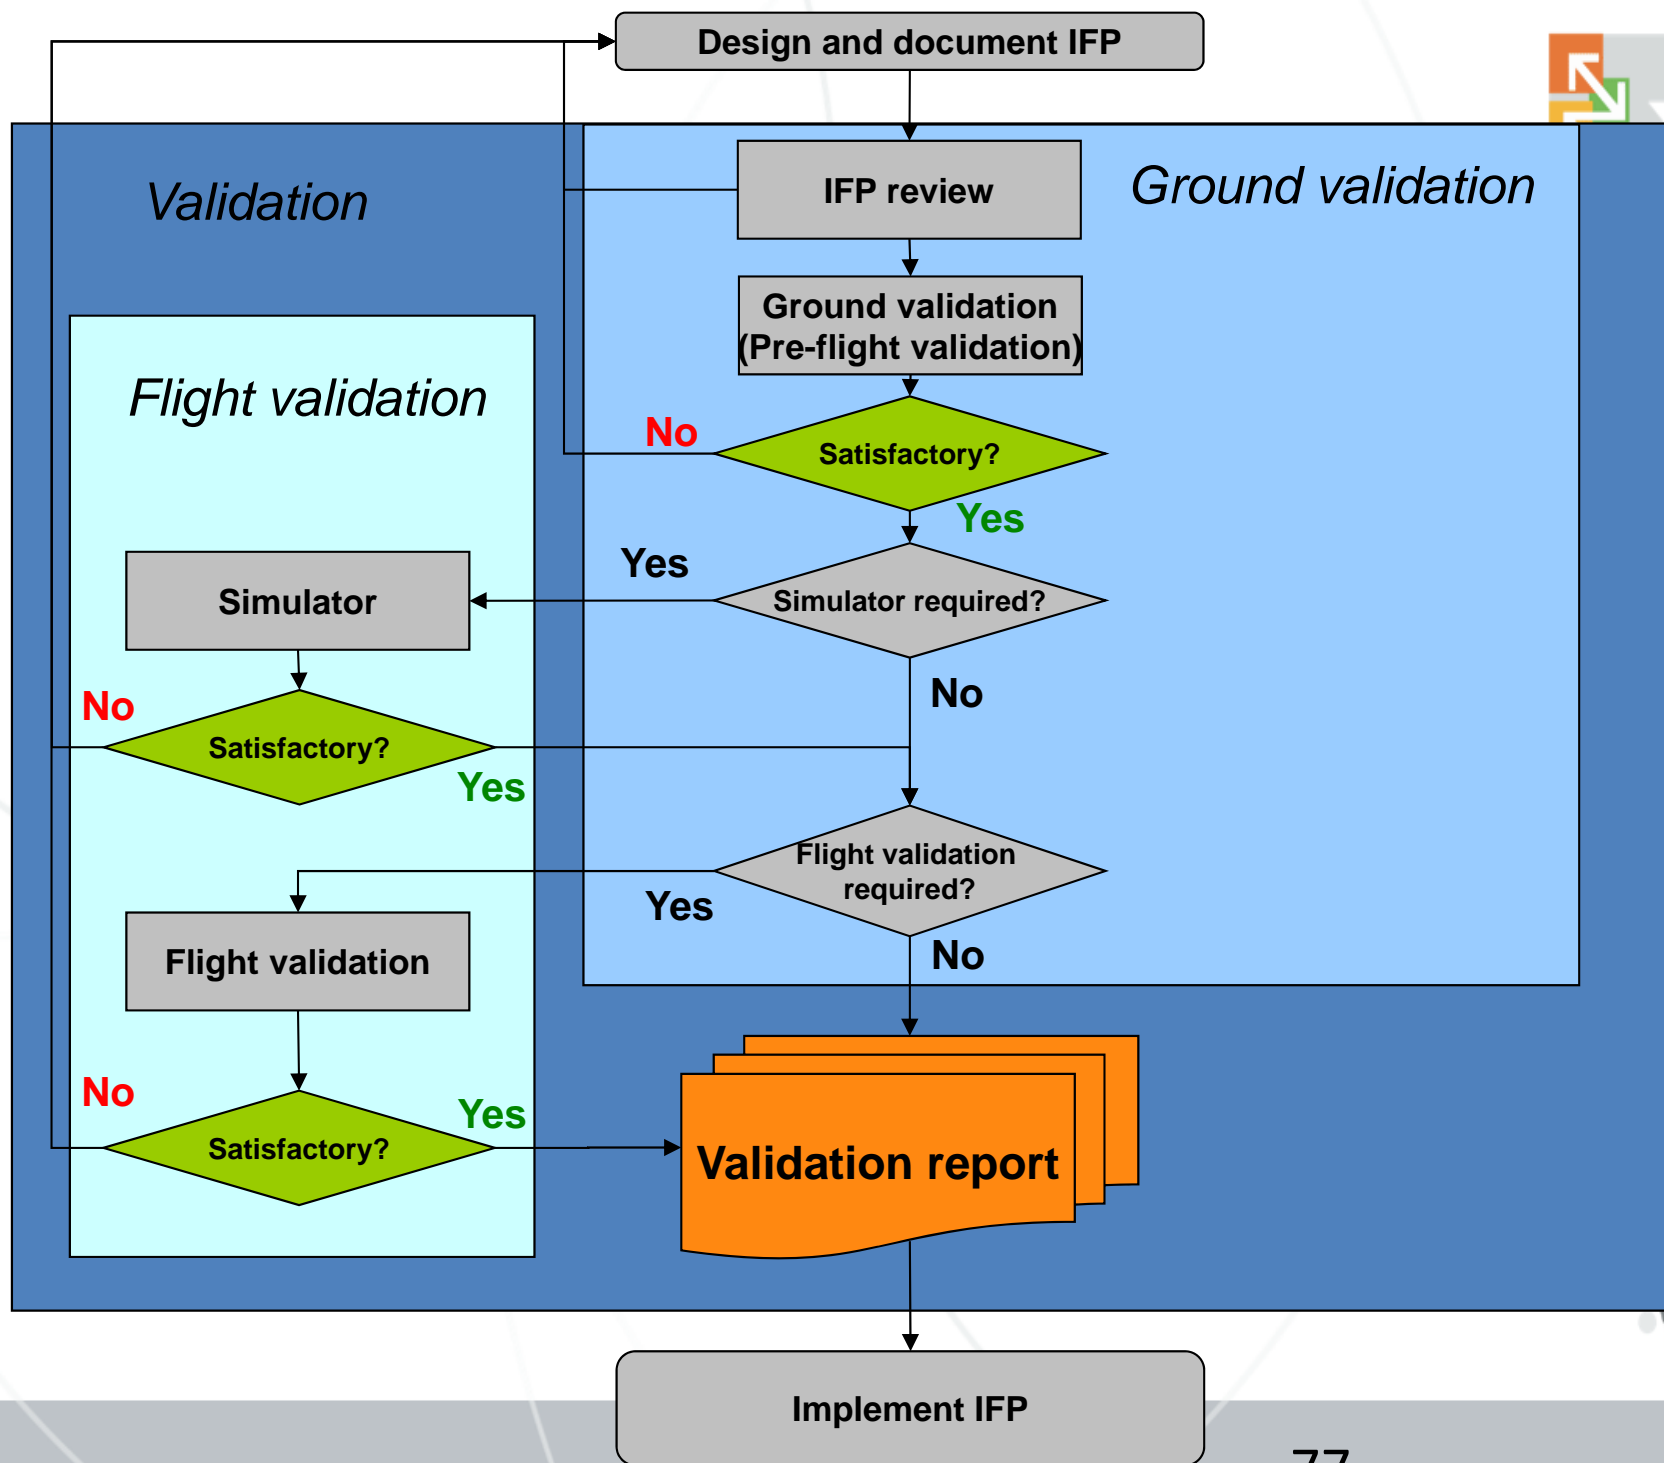 Design and document IFP
Validation
Ground validation
IFP review
Ground validation
(Pre-flight validation)
Flight validation
No
Satisfactory?
Yes
Yes
Simulator required?
Simulator
No
No
Satisfactory?
Yes
Flight validation
required?
Yes
No
Flight validation
No
Yes
Satisfactory?
Validation report
Implement IFP
77